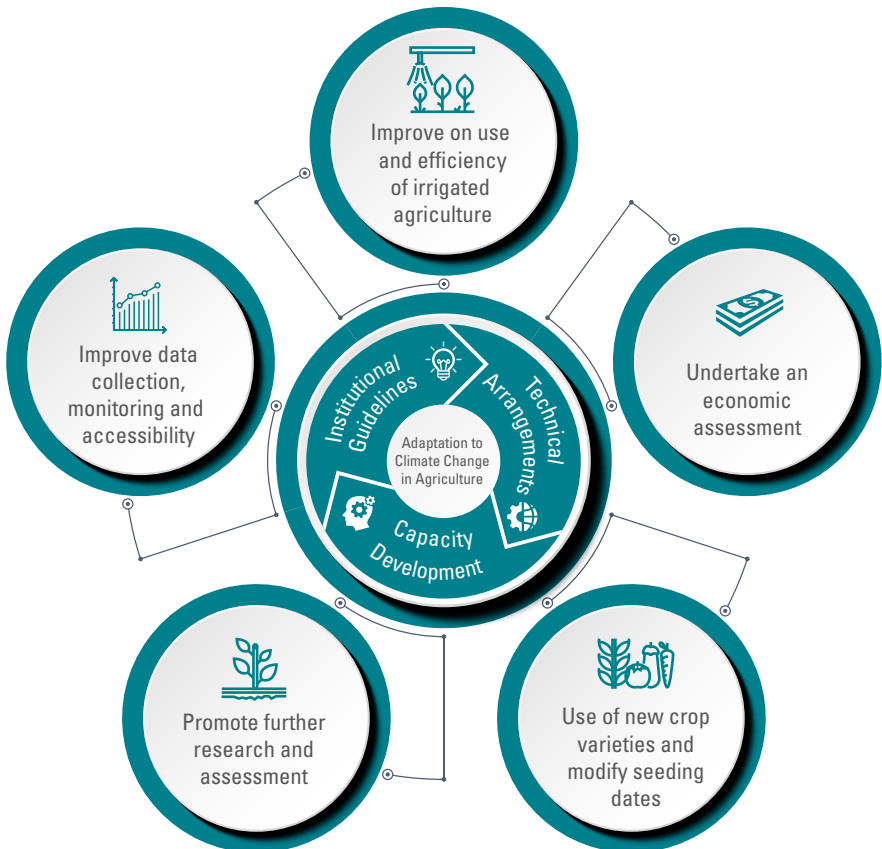 Improve on use
and efficiency
of irrigated
agriculture
Improve data
collection,
monitoring and
accessibility
Undertake an
economic
assessment
Institutional
Guidelines
Technical
Arrangements
Adaptation to
Climate Change
in Agriculture
Capacity
Development
Promote further
research and
assessment
Use of new crop
varieties and
modify seeding
dates